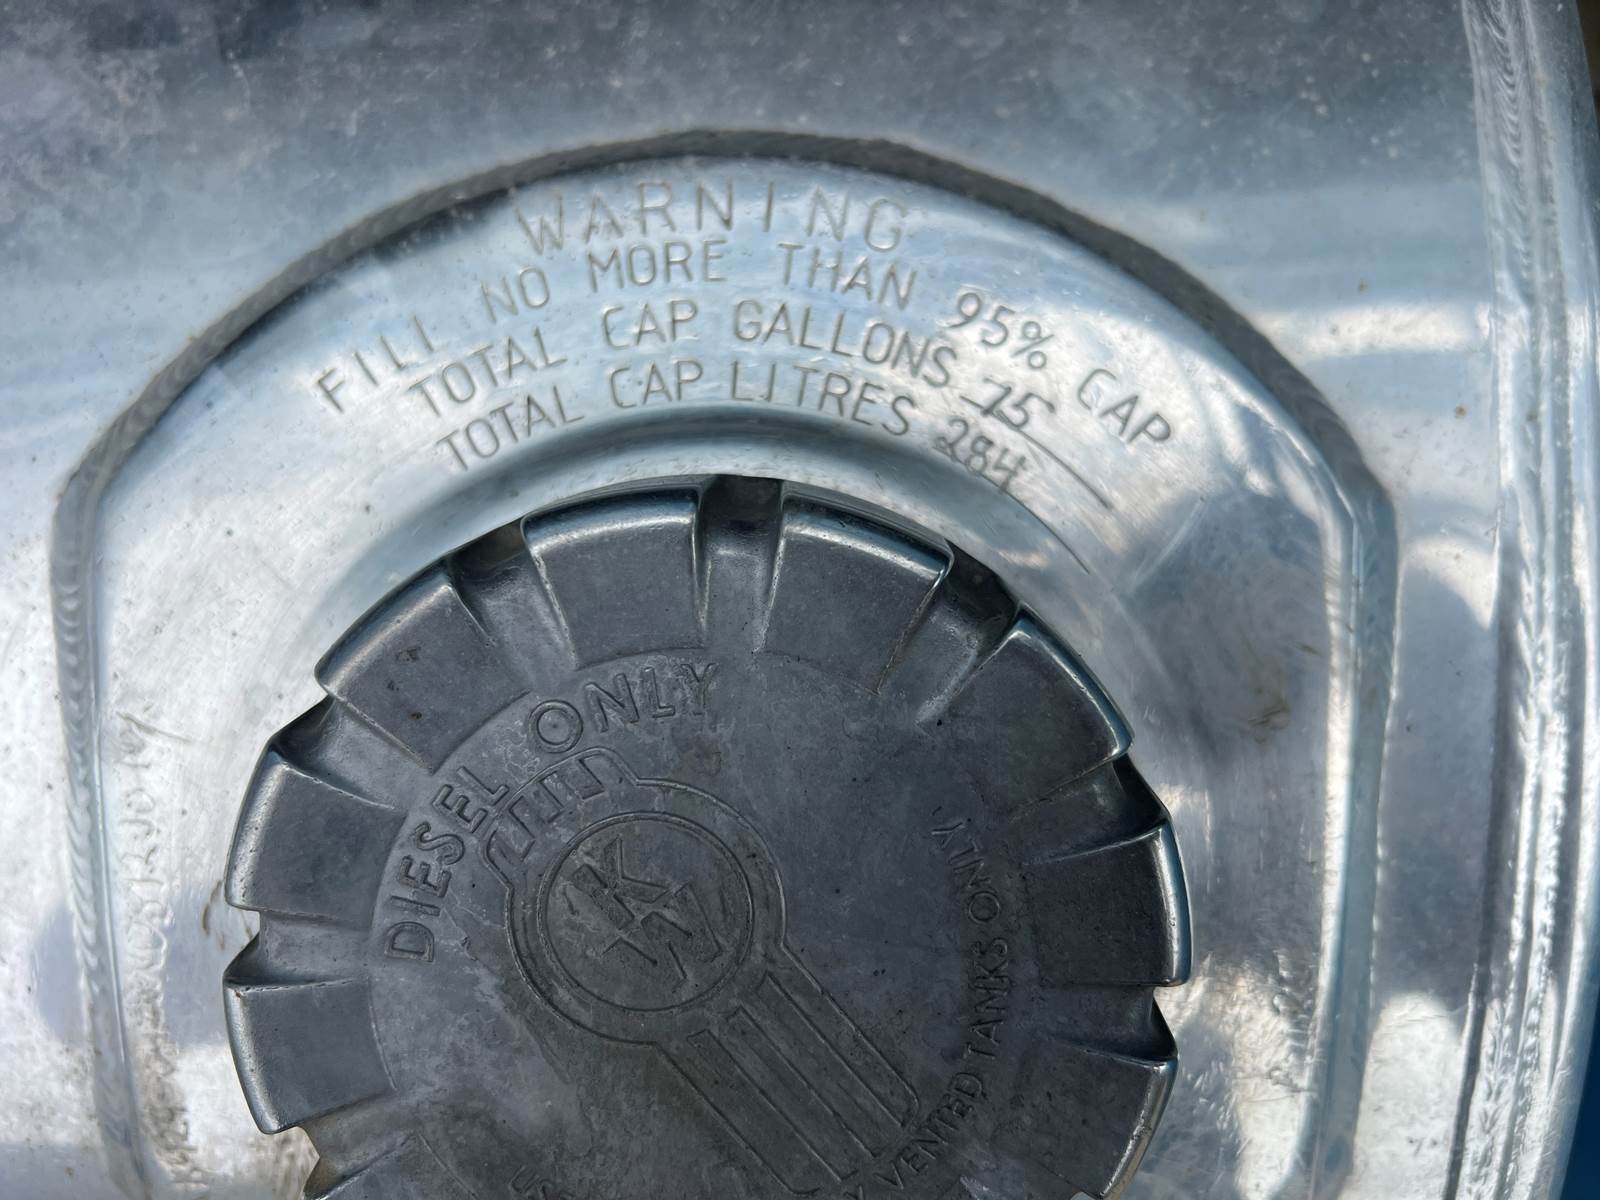 WARNING
FILL NO MORE THAN 95% CAP
TOTAL CAP GALLONS 75
TOTAL CAP LITRES 284
DIESEL ONLY
KW
VENTED TANKS ONLY